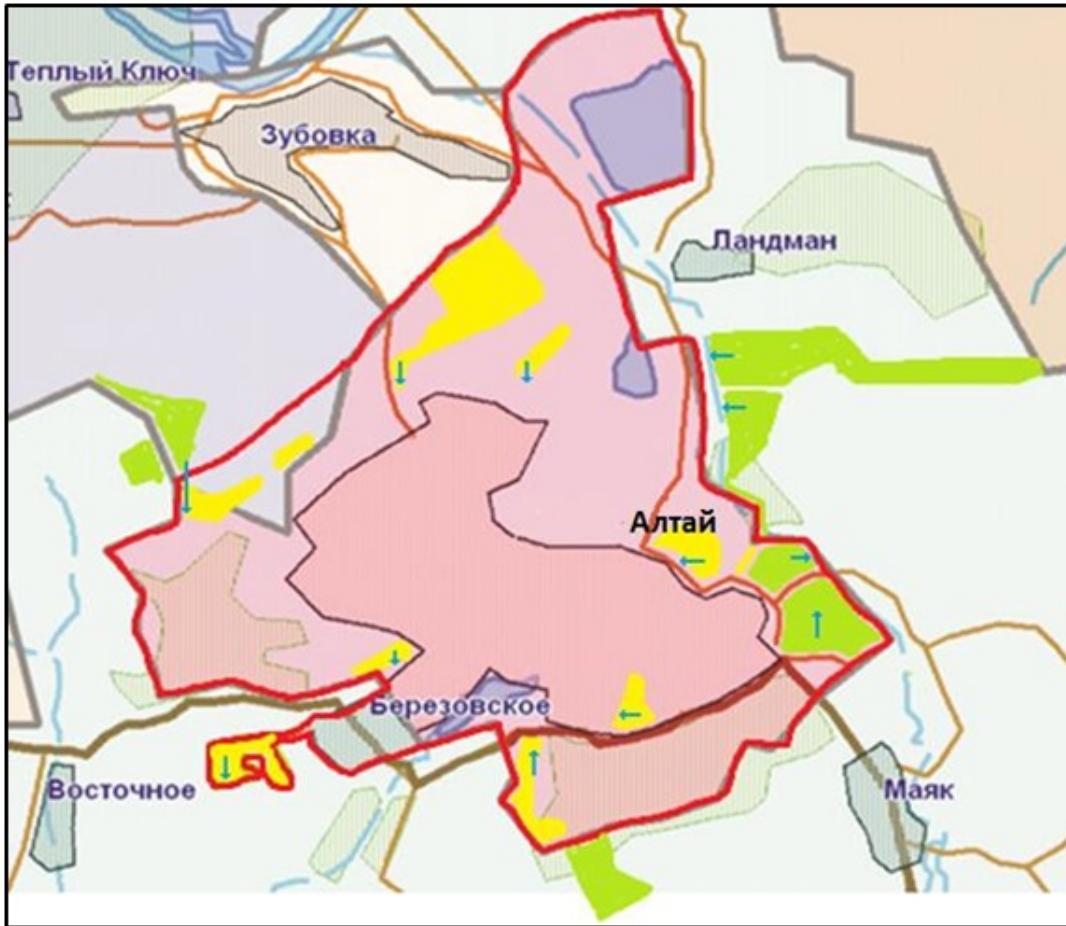 Теплый Ключ
Зубовка
Ландман
Алтай
Березовское
Восточное
Маяк